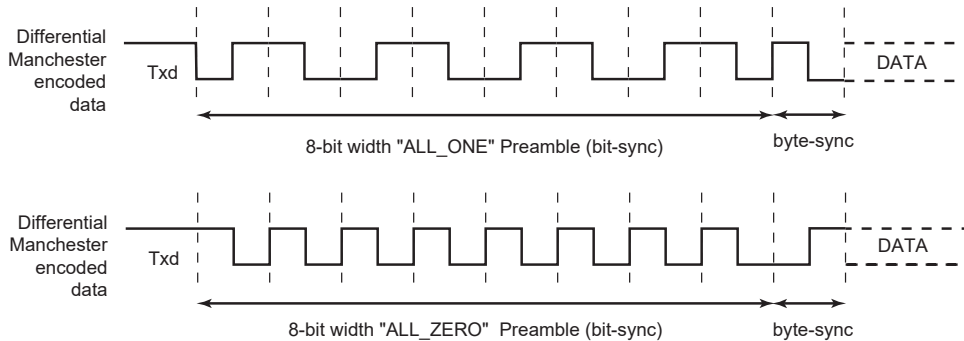 Differential
Manchester
encoded
data
Txd
DATA
8-bit width "ALL_ONE" Preamble (bit-sync)
byte-sync
Differential
Manchester
encoded
data
Txd
DATA
8-bit width "ALL_ZERO" Preamble (bit-sync)
byte-sync